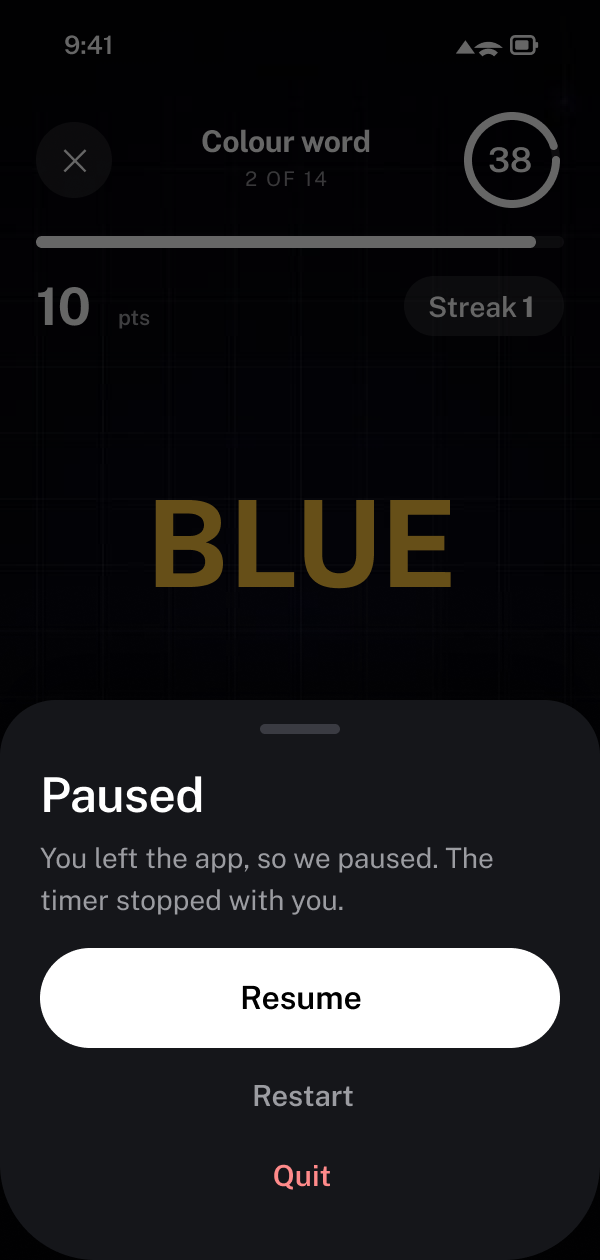 9:41
Colour word
2 OF 14
38
10 pts
Streak 1
BLUE
Paused
You left the app, so we paused. The
timer stopped with you.
Resume
Restart
Quit